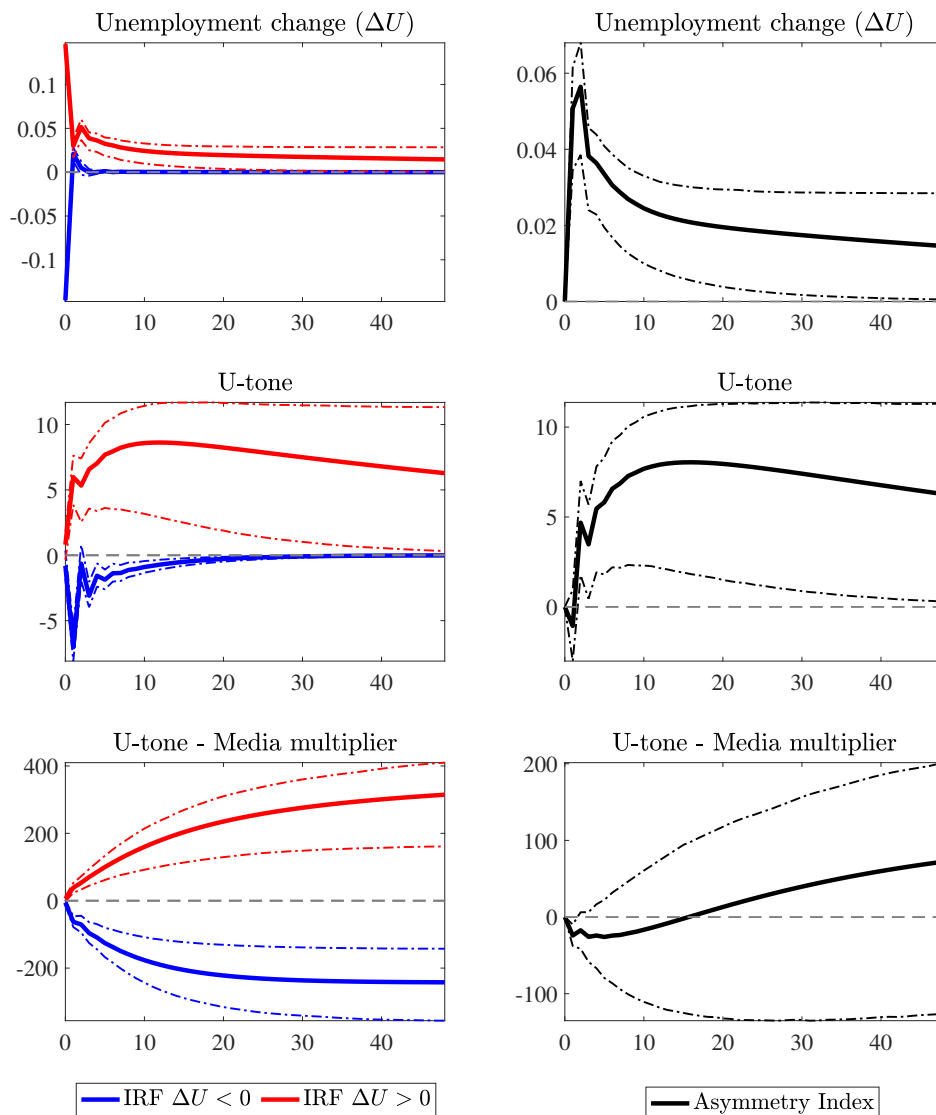 Unemployment change (ΔU)
0.1
0.05
0
-0.05
-0.1
0 10 20 30 40
Unemployment change (ΔU)
0.06
0.04
0.02
0
0 10 20 30 40
U-tone
10
5
0
-5
0 10 20 30 40
U-tone
10
5
0
0 10 20 30 40
U-tone - Media multiplier
400
200
0
-200
0 10 20 30 40
U-tone - Media multiplier
200
100
0
-100
0 10 20 30 40
IRF ΔU < 0 IRF ΔU > 0
Asymmetry Index